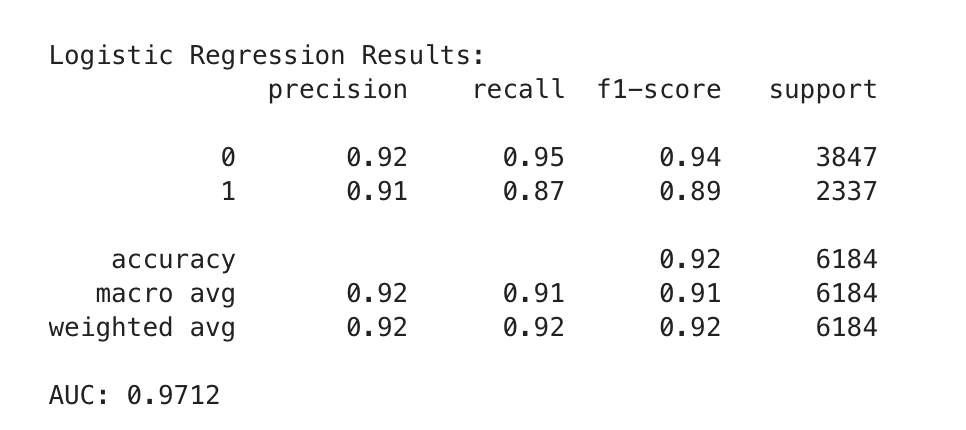 Logistic Regression Results:
precision recall f1-score support
0 0.92 0.95 0.94 3847
1 0.91 0.87 0.89 2337
accuracy 0.92 6184
macro avg 0.92 0.91 0.91 6184
weighted avg 0.92 0.92 0.92 6184
AUC: 0.9712